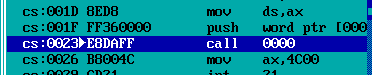 cs:001D 8ED8 mov ds,ax
cs:001F FF360000 push word ptr [000
cs:0023►E8DAFF call 0000
cs:0026 B8004C mov ax,4C00
cs:0029 CD21 int 21